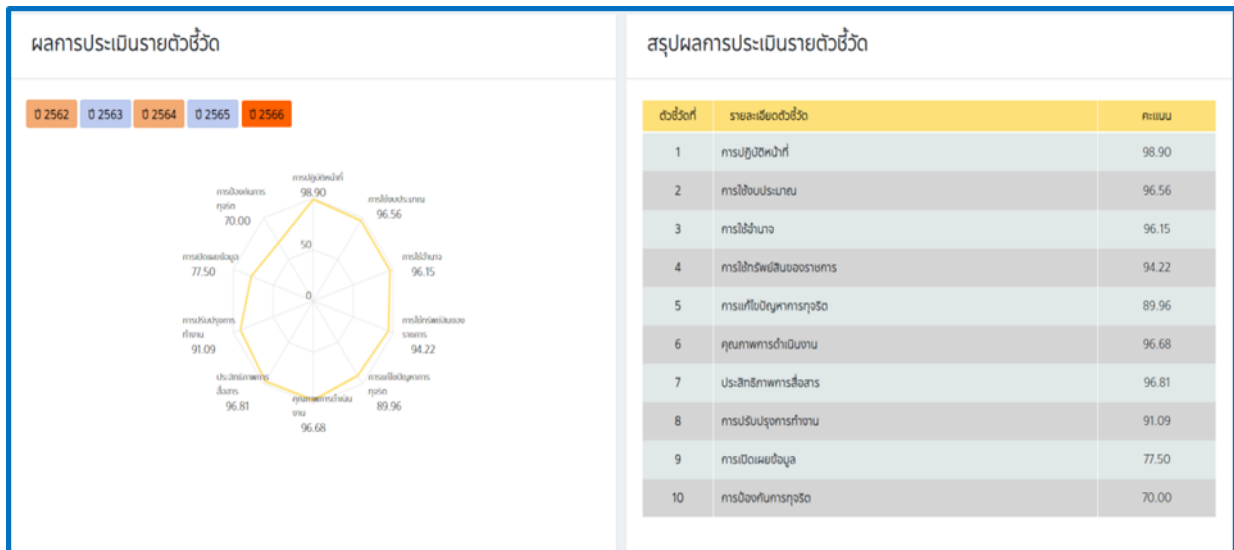 ผลการประเมินรายตัวชี้วัด
ปี 2562 ปี 2563 ปี 2564 ปี 2565 ปี 2566
การปฏิบัติหน้าที่
98.90
การใช้งบประมาณ
96.56
การใช้อำนาจ
96.15
การใช้ทรัพย์สินของ
ราชการ
94.22
การแก้ไขปัญหาการ
ทุจริต
89.96
คุณภาพการดำเนิน
งาน
96.68
ประสิทธิภาพการ
สื่อสาร
96.81
การปรับปรุงการ
ทำงาน
91.09
การเปิดเผยข้อมูล
77.50
การป้องกันการ
ทุจริต
70.00
50
0
สรุปผลการประเมินรายตัวชี้วัด
ตัวชี้วัดที่ รายละเอียดตัวชี้วัด คะแนน
1 การปฏิบัติหน้าที่ 98.90
2 การใช้งบประมาณ 96.56
3 การใช้อำนาจ 96.15
4 การใช้ทรัพย์สินของราชการ 94.22
5 การแก้ไขปัญหาการทุจริต 89.96
6 คุณภาพการดำเนินงาน 96.68
7 ประสิทธิภาพการสื่อสาร 96.81
8 การปรับปรุงการทำงาน 91.09
9 การเปิดเผยข้อมูล 77.50
10 การป้องกันการทุจริต 70.00